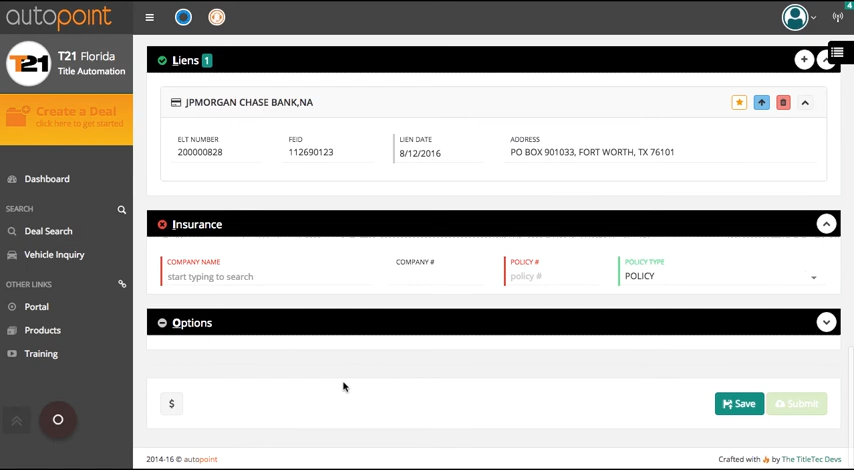 autopoint
4
T21 Florida
Title Automation
Create a Deal
click here to get started
Dashboard
SEARCH
Deal Search
Vehicle Inquiry
OTHER LINKS
Portal
Products
Training
Liens 1
JPMORGAN CHASE BANK,NA
ELT NUMBER FEID LIEN DATE ADDRESS
200000828 112690123 8/12/2016 PO BOX 901033, FORT WORTH, TX 76101
Insurance
COMPANY NAME COMPANY # POLICY # POLICY TYPE
start typing to search policy # POLICY
Options
$ Save Submit
2014-16 © autopoint Crafted with 🔥 by The TitleTec Devs